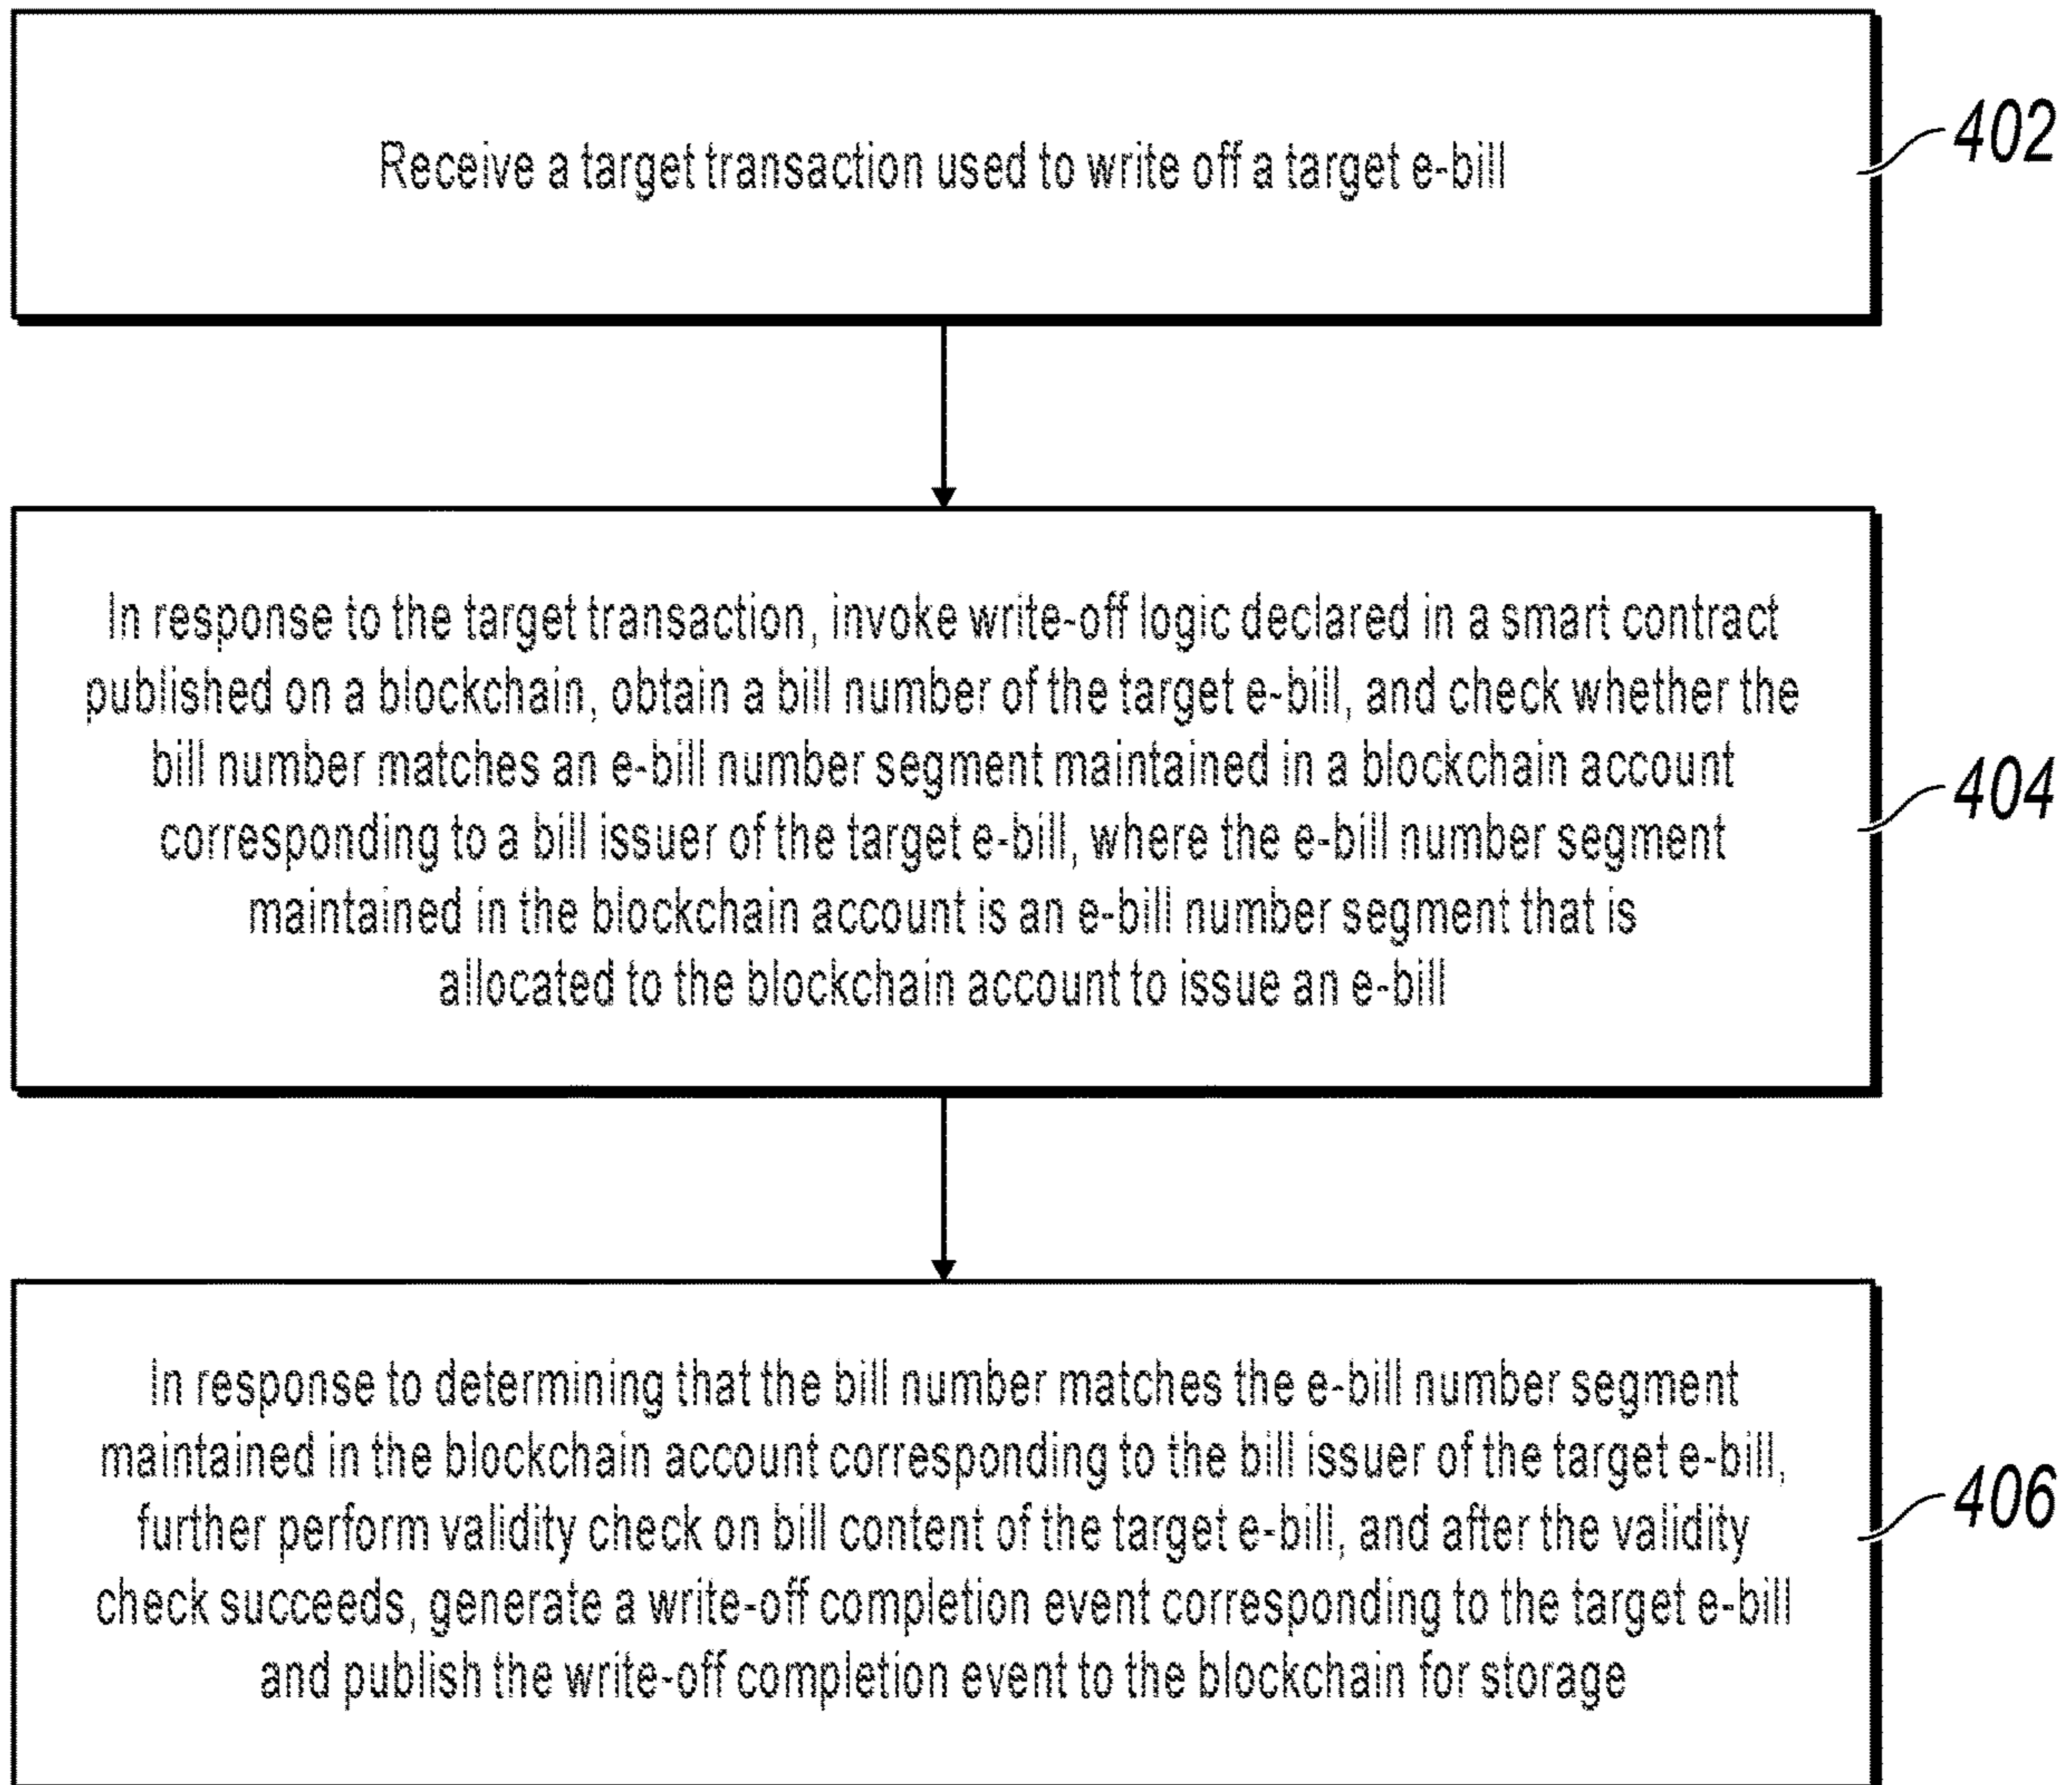 Receive a target transaction used to write off a target e-bill
402
In response to the target transaction, invoke write-off logic declared in a smart contract
published on a blockchain, obtain a bill number of the target e-bill, and check whether the
bill number matches an e-bill number segment maintained in a blockchain account
corresponding to a bill issuer of the target e-bill, where the e-bill number segment
maintained in the blockchain account is an e-bill number segment that is
allocated to the blockchain account to issue an e-bill
404
In response to determining that the bill number matches the e-bill number segment
maintained in the blockchain account corresponding to the bill issuer of the target e-bill,
further perform validity check on bill content of the target e-bill, and after the validity
check succeeds, generate a write-off completion event corresponding to the target e-bill
and publish the write-off completion event to the blockchain for storage
406